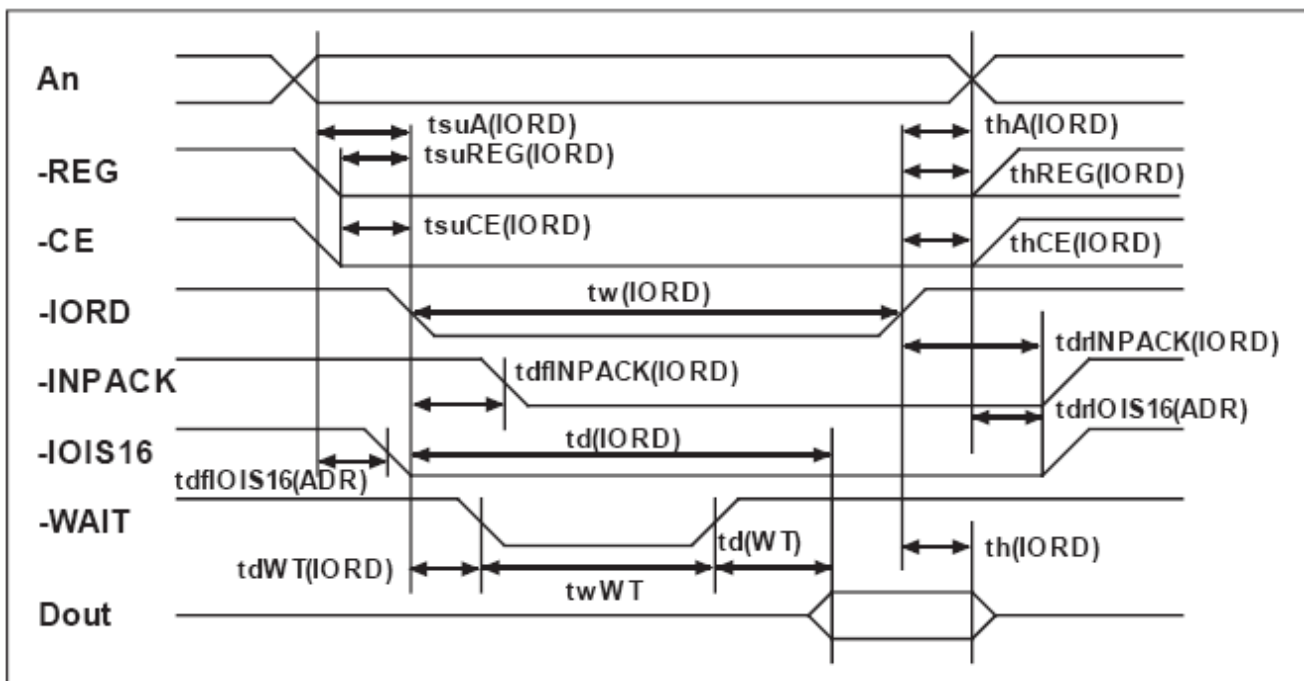 An
tsuA(IORD)
thA(IORD)
tsuREG(IORD)
-REG
thREG(IORD)
tsuCE(IORD)
-CE
thCE(IORD)
tw(IORD)
-IORD
tdrINPACK(IORD)
tdfINPACK(IORD)
-INPACK
tdrIOIS16(ADR)
td(IORD)
-IOIS16
tdfIOIS16(ADR)
-WAIT
td(WT)
th(IORD)
tdWT(IORD)
twWT
Dout